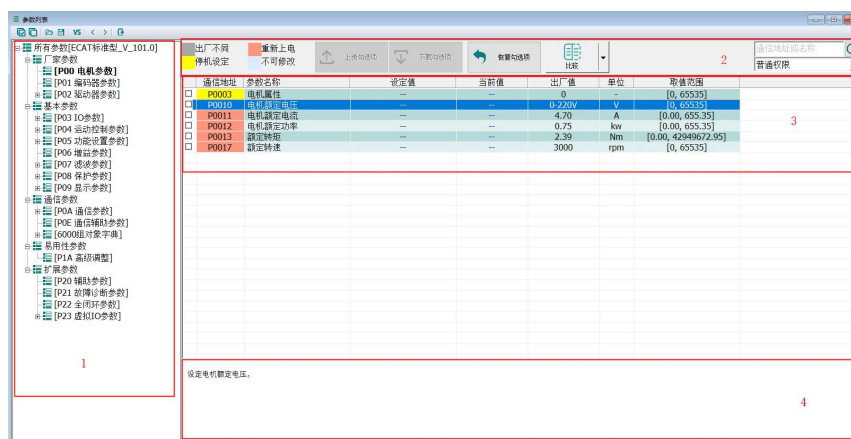 参数列表
VS
所有参数[ECAT标准型_V_101.0]
厂家参数
[P00 电机参数]
[P01 编码器参数]
[P02 驱动器参数]
基本参数
[P03 IO参数]
[P04 运动控制参数]
[P05 功能设置参数]
[P06 增益参数]
[P07 滤波参数]
[P08 保护参数]
[P09 显示参数]
通信参数
[P0A 通信参数]
[P0E 通信辅助参数]
[6000组对象字典]
易用性参数
[P1A 高级调整]
扩展参数
[P20 辅助参数]
[P21 故障诊断参数]
[P22 全闭环参数]
[P23 虚拟IO参数]
1
出厂不同 重新上电
停机设定 不可修改
上传勾选项 下载勾选项 恢复勾选项 比较
2
通信地址或名称
普通权限
通信地址 参数名称 设定值 当前值 出厂值 单位 取值范围
P0003 电机属性 -- -- 0 - [0, 65535]
P0010 电机额定电压 -- -- 0-220V V [0, 65535]
P0011 电机额定电流 -- -- 4.70 A [0.00, 655.35]
P0012 电机额定功率 -- -- 0.75 kw [0.00, 655.35]
P0013 额定转矩 -- -- 2.39 Nm [0.00, 42949672.95]
P0017 额定转速 -- -- 3000 rpm [0, 65535]
3
设定电机额定电压。
4